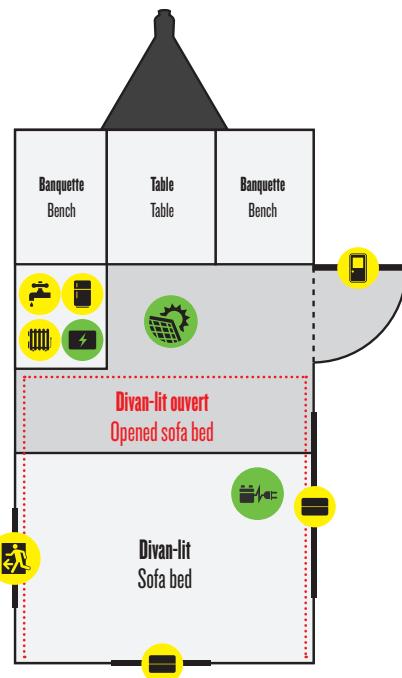 Banquette
Bench
Table
Table
Banquette
Bench
Divan-lit ouvert
Opened sofa bed
Divan-lit
Sofa bed